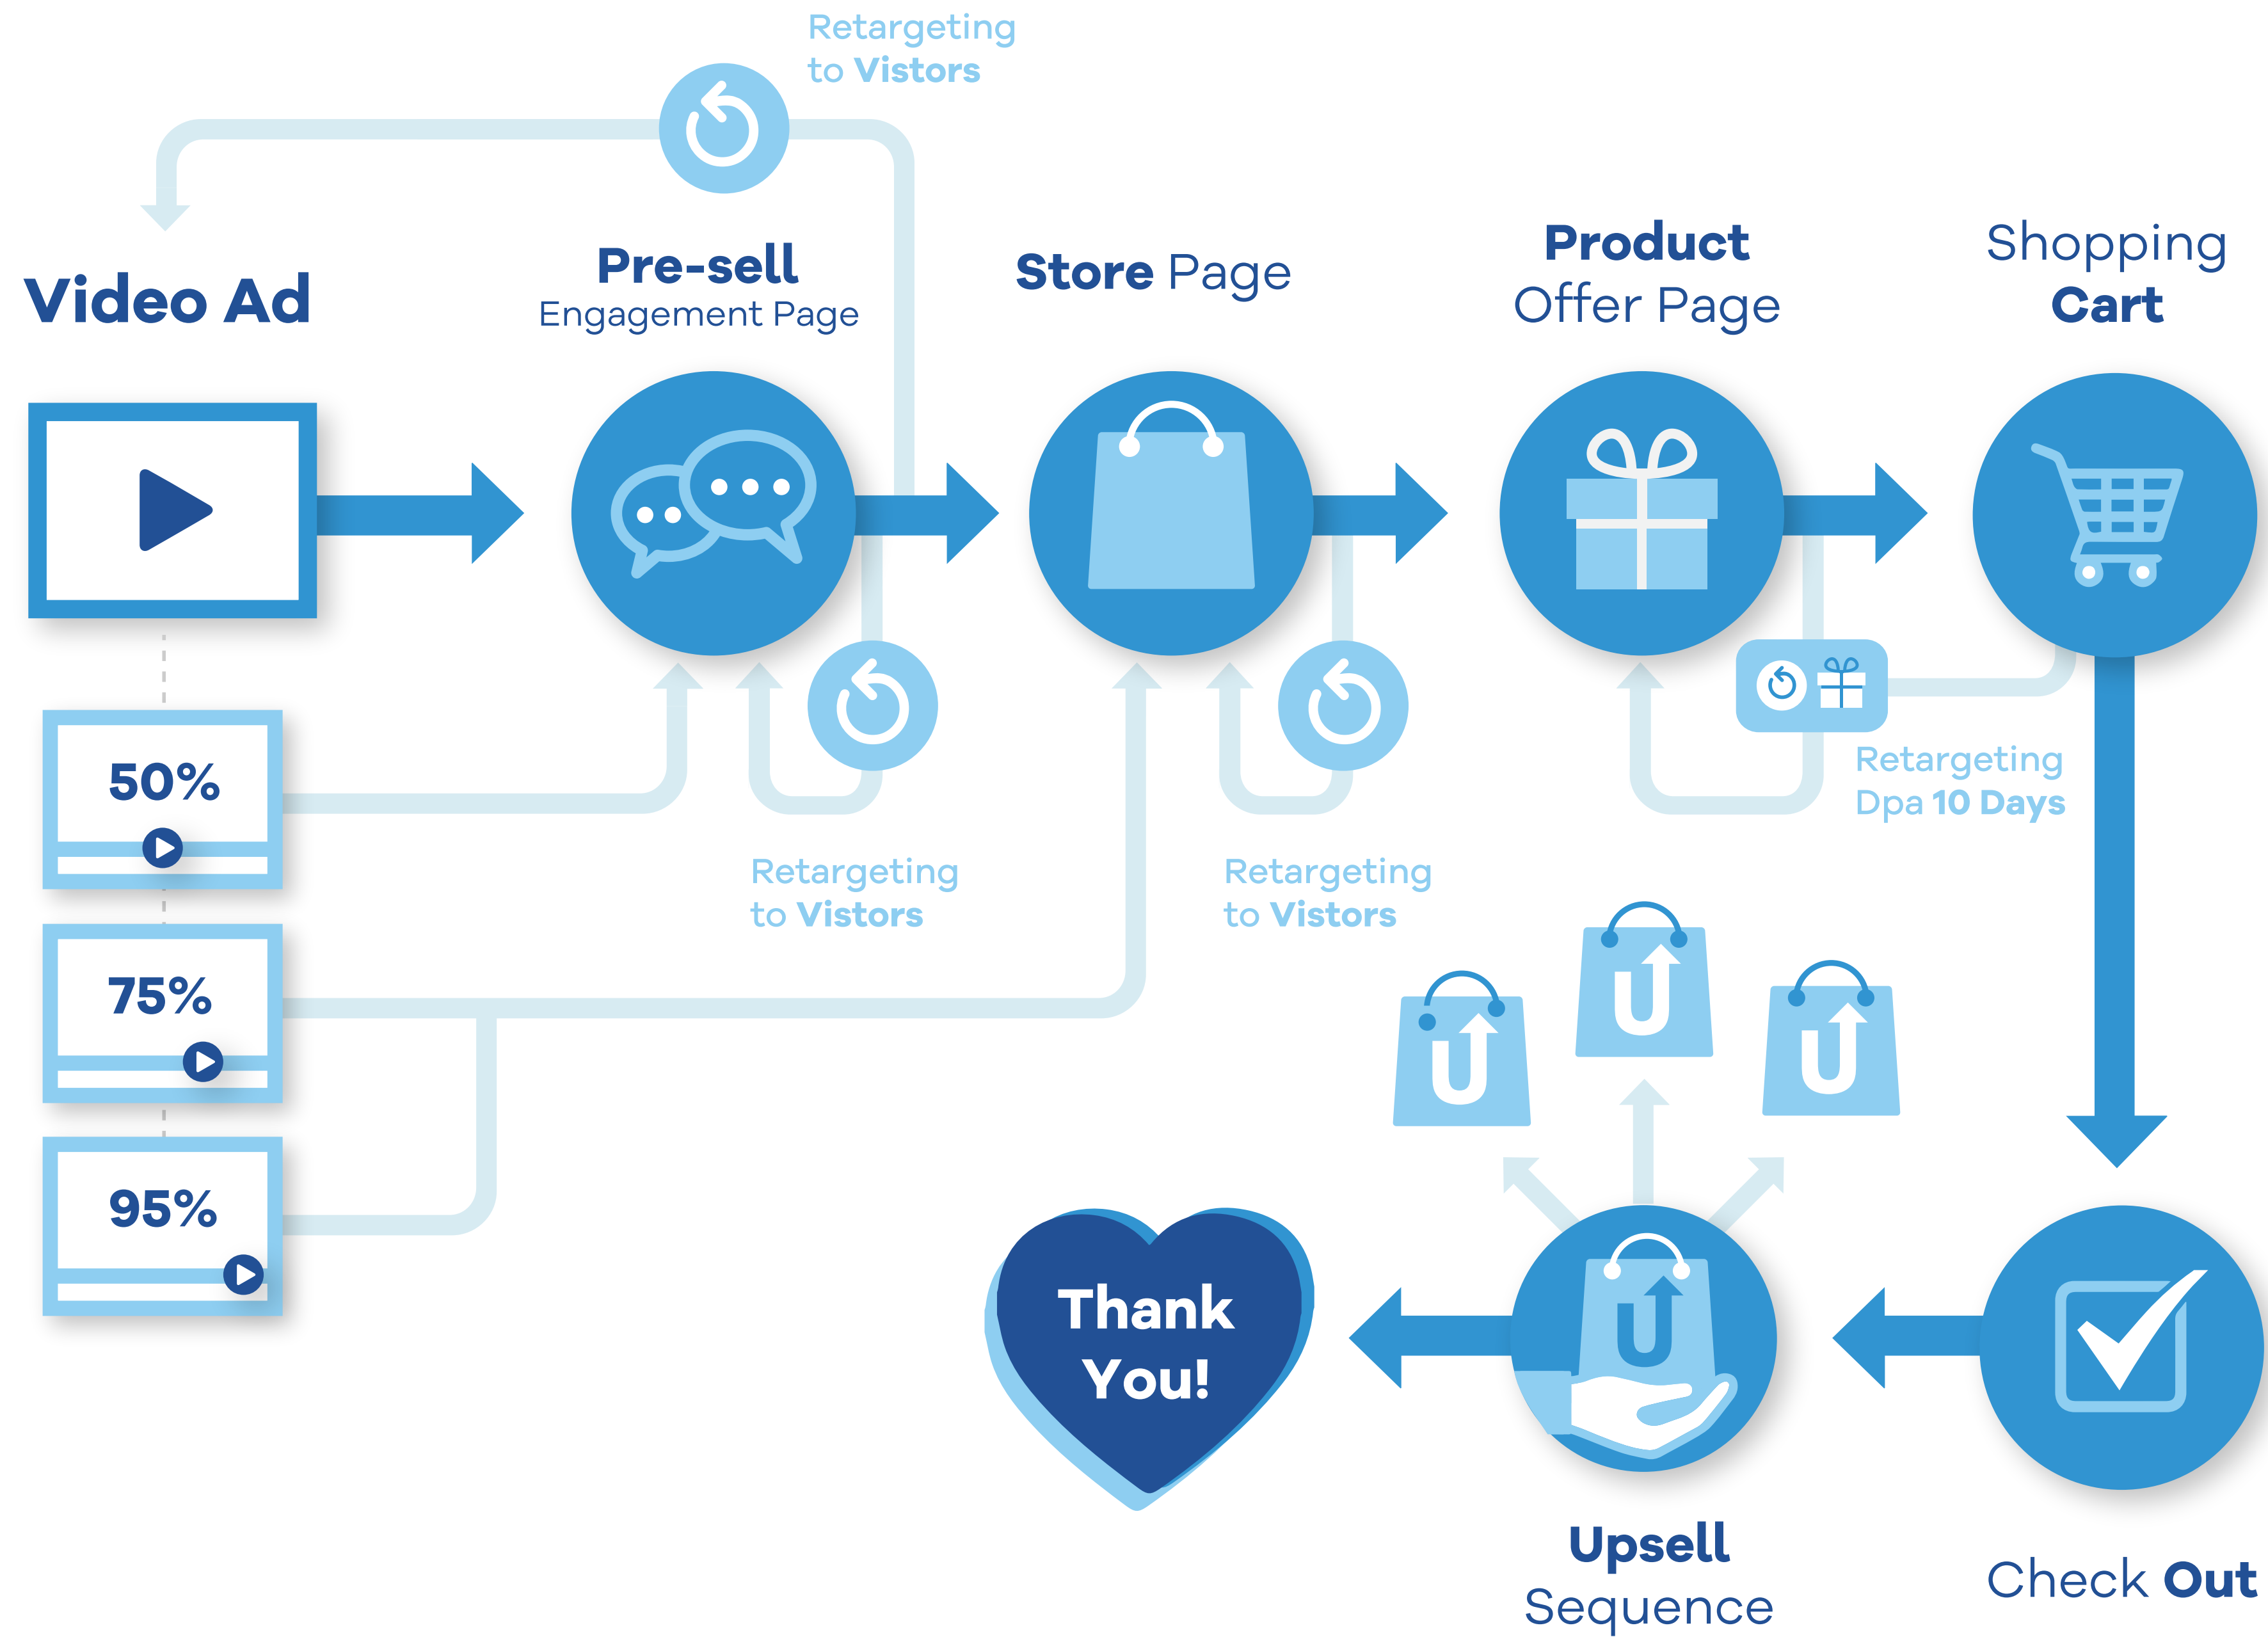 Retargeting
to Vistors
Video Ad
Pre-sell
Engagement Page
Store Page
Product
Offer Page
Shopping
Cart
50%
75%
95%
Retargeting
to Vistors
Retargeting
to Vistors
Retargeting
Dpa 10 Days
U
U
U
Thank
You!
U
Upsell
Sequence
Check Out